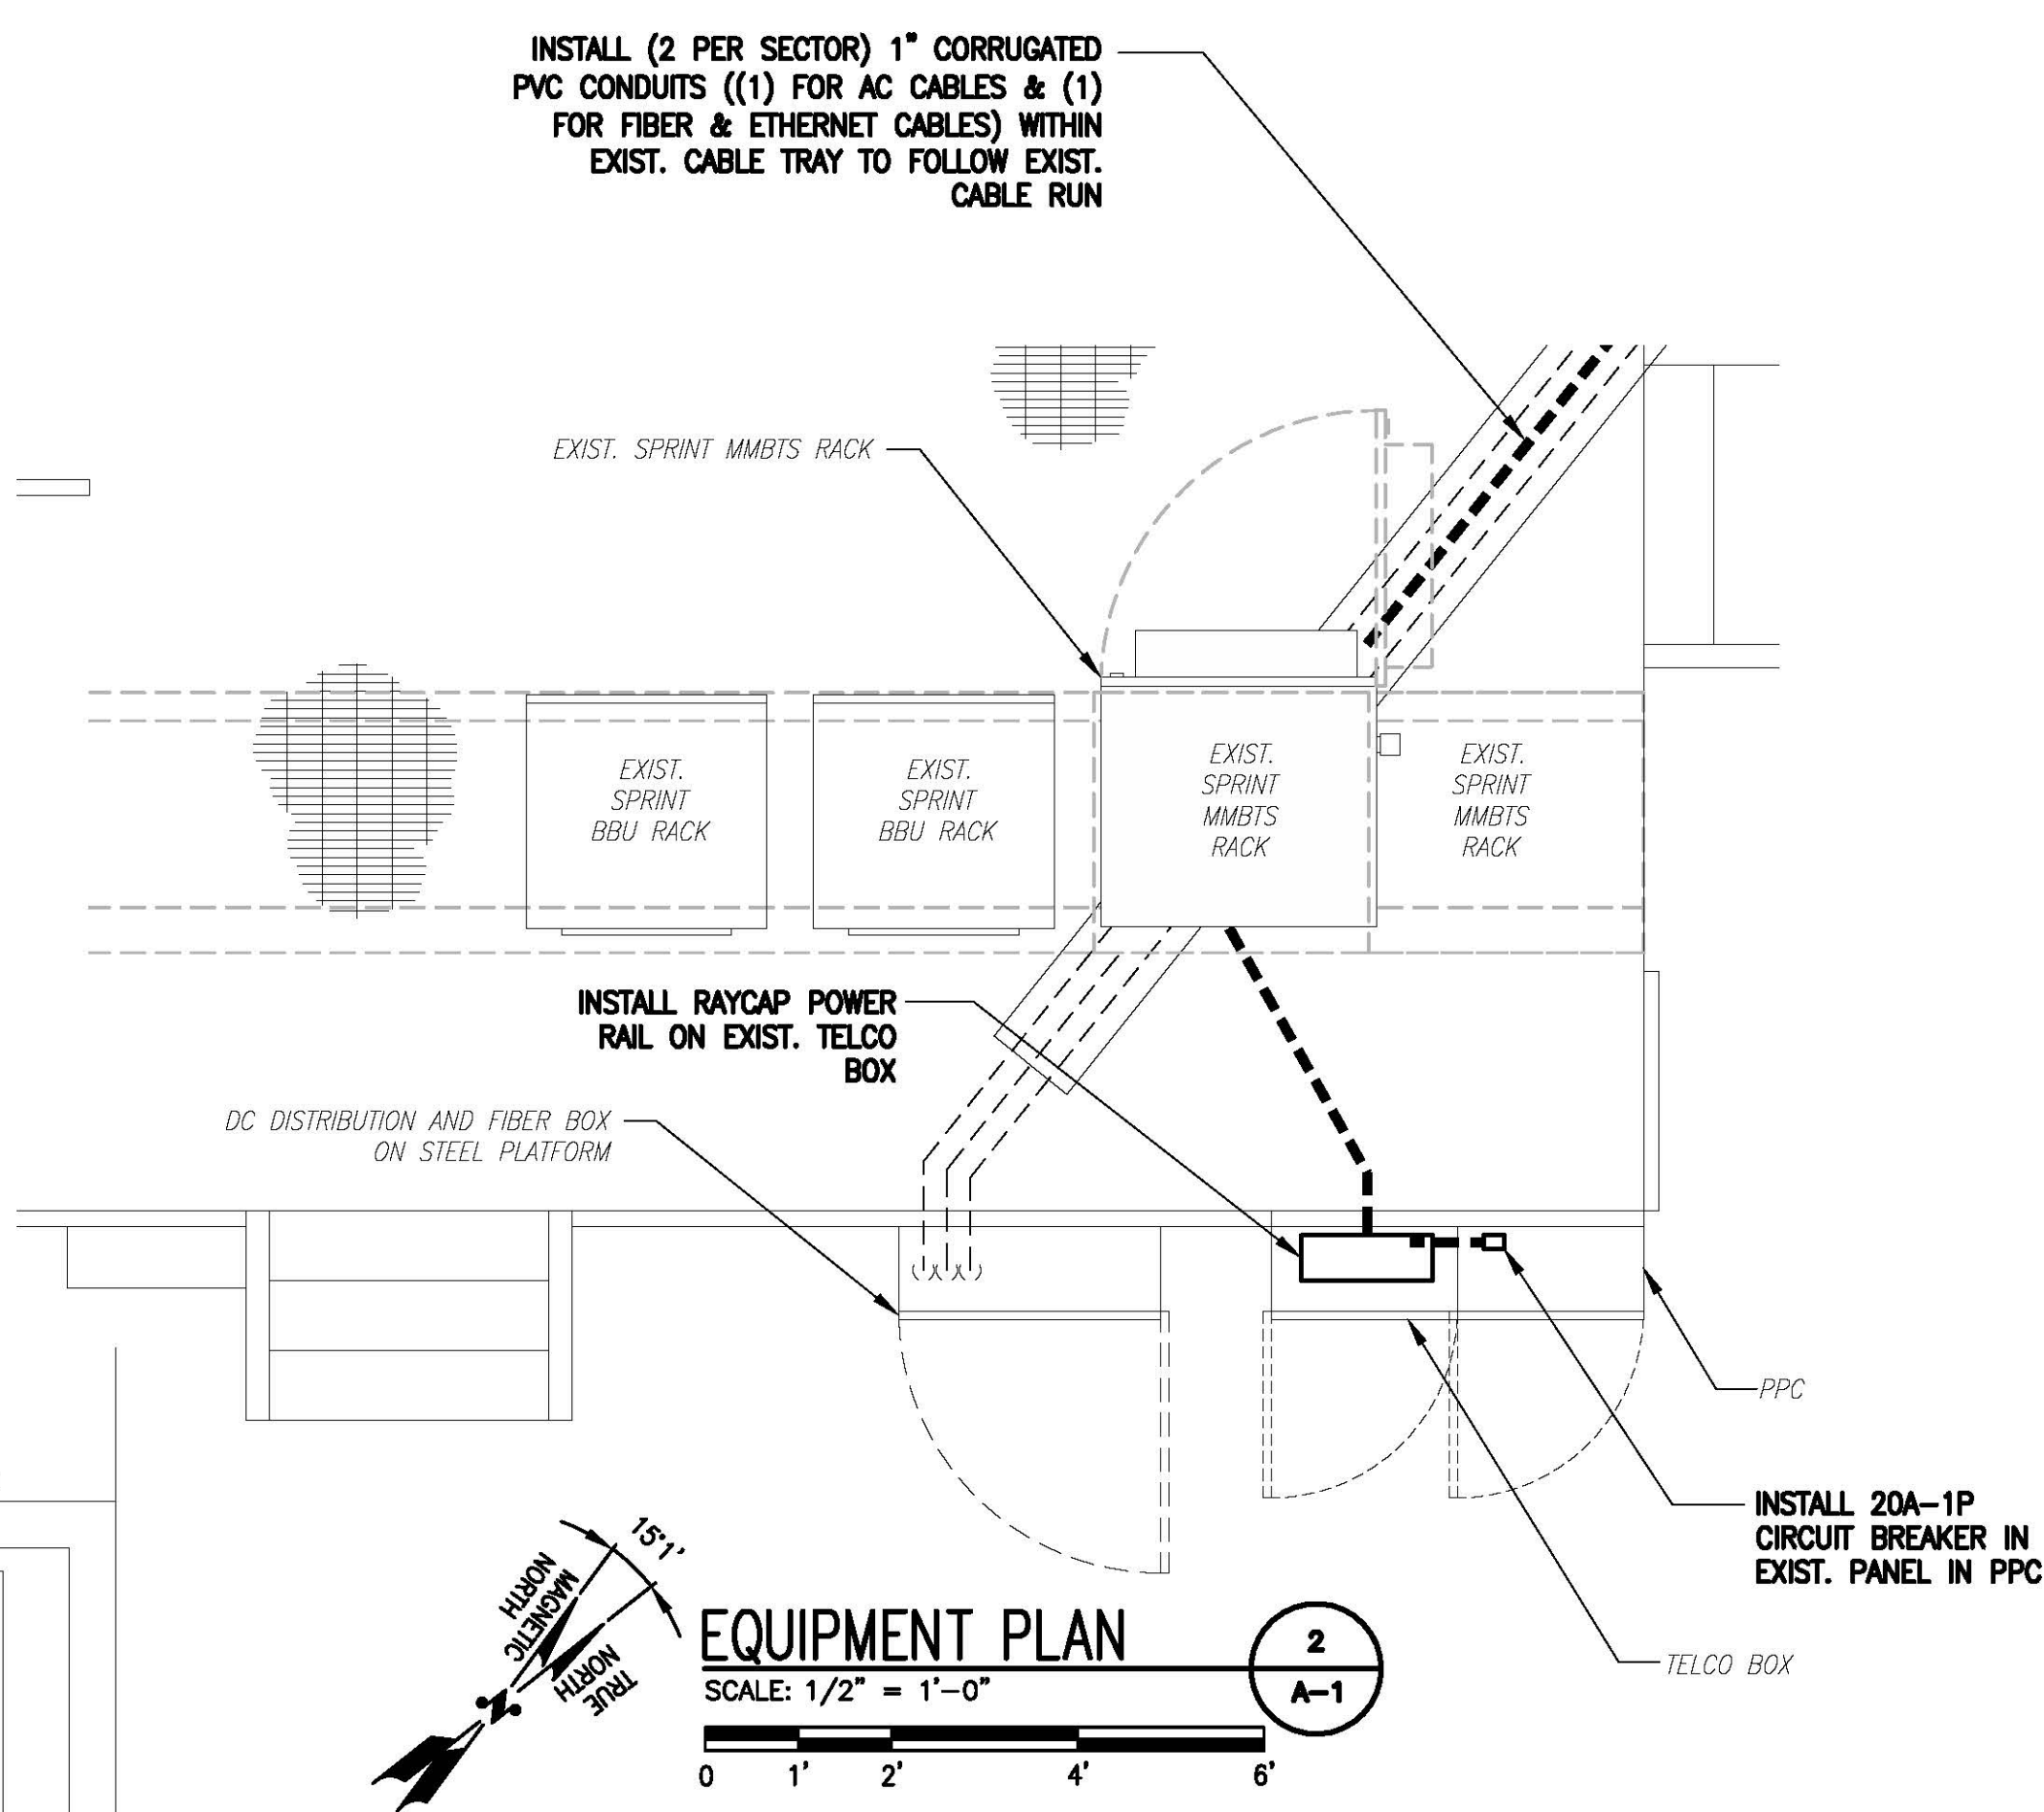 INSTALL (2 PER SECTOR) 1" CORRUGATED
PVC CONDUITS ((1) FOR AC CABLES & (1)
FOR FIBER & ETHERNET CABLES) WITHIN
EXIST. CABLE TRAY TO FOLLOW EXIST.
CABLE RUN
EXIST. SPRINT MMBTS RACK
EXIST.
SPRINT
BBU RACK
EXIST.
SPRINT
BBU RACK
EXIST.
SPRINT
MMBTS
RACK
EXIST.
SPRINT
MMBTS
RACK
INSTALL RAYCAP POWER
RAIL ON EXIST. TELCO
BOX
DC DISTRIBUTION AND FIBER BOX
ON STEEL PLATFORM
PPC
INSTALL 20A-1P
CIRCUIT BREAKER IN
EXIST. PANEL IN PPC
TELCO BOX
15°1'
MAGNETIC
NORTH
TRUE
NORTH
N
EQUIPMENT PLAN
SCALE: 1/2" = 1'-0"
2
A-1
0 1' 2' 4' 6'